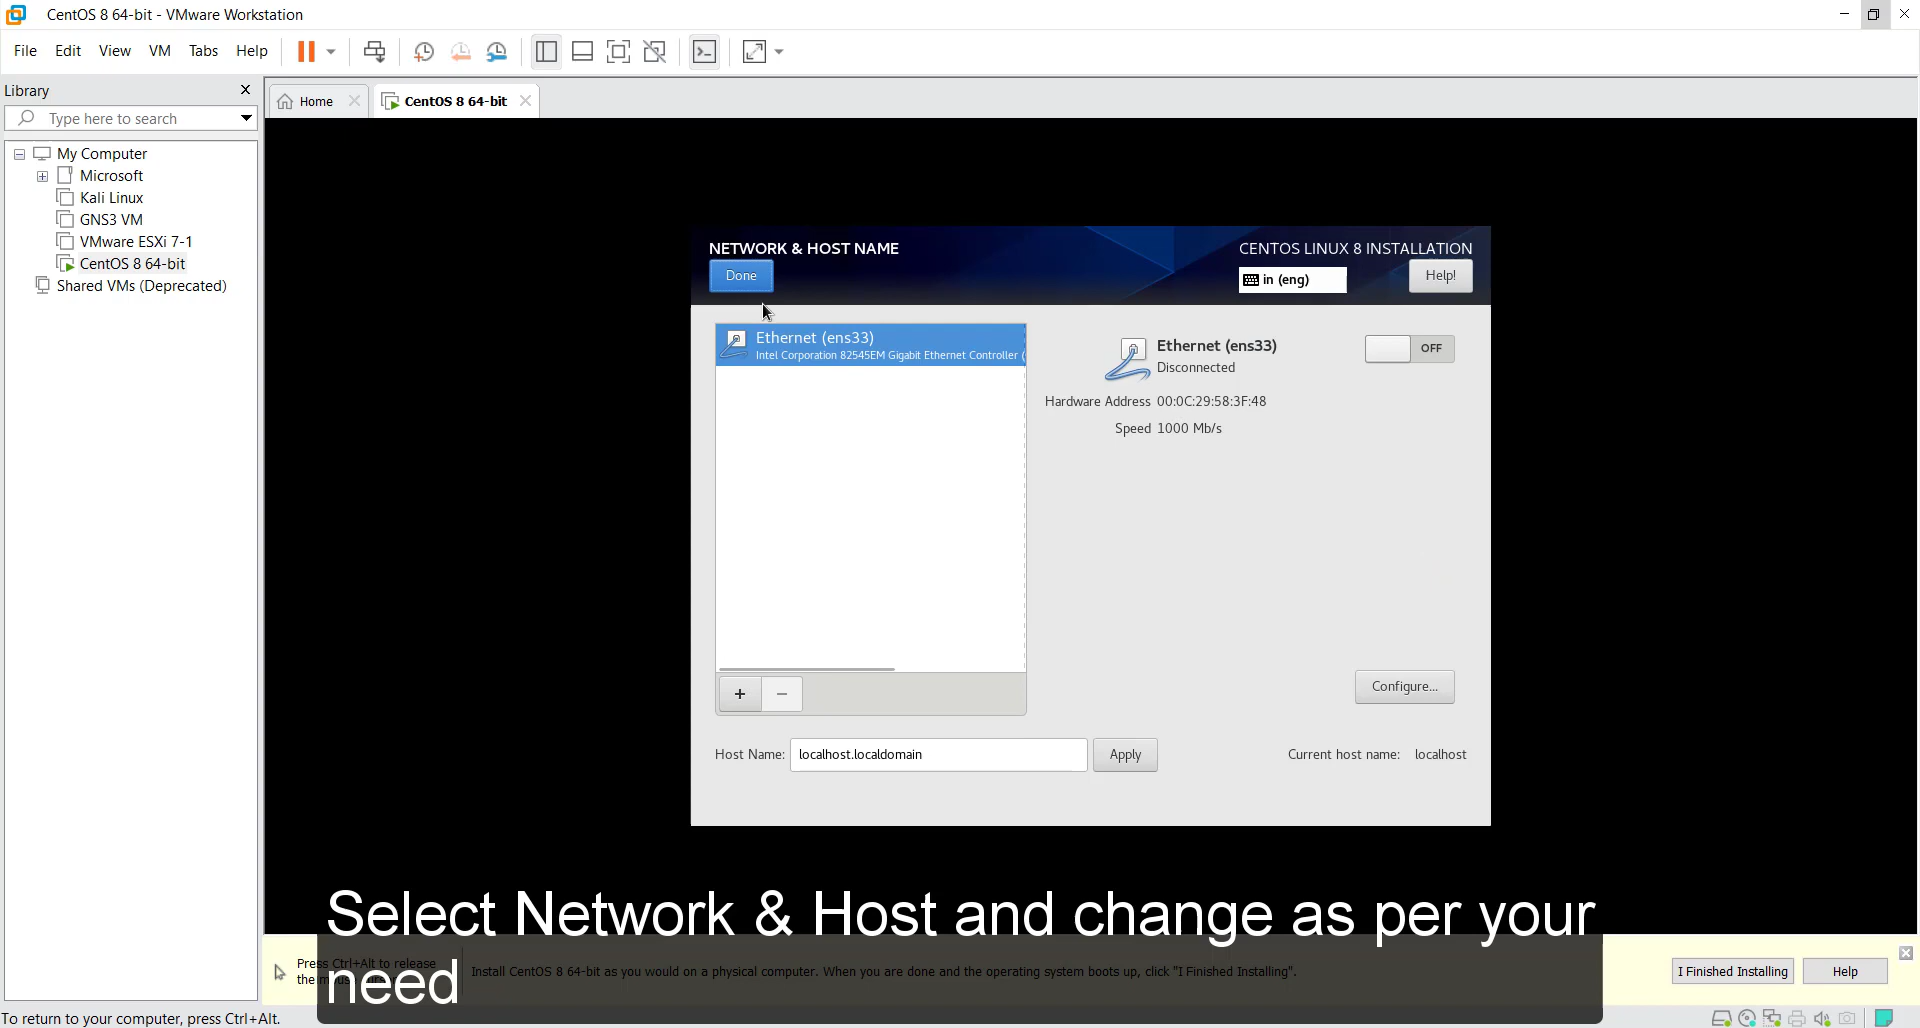 CentOS 8 64-bit - VMware Workstation
File Edit View VM Tabs Help
Library
Home
CentOS 8 64-bit
Type here to search
My Computer
Microsoft
Kali Linux
GNS3 VM
VMware ESXi 7-1
CentOS 8 64-bit
Shared VMs (Deprecated)
NETWORK & HOST NAME
CENTOS LINUX 8 INSTALLATION
Done
in (eng)
Help!
Ethernet (ens33)
Intel Corporation 82545EM Gigabit Ethernet Controller (
Ethernet (ens33)
Disconnected
OFF
Hardware Address 00:0C:29:58:3F:48
Speed 1000 Mb/s
+ −
Configure...
Host Name: localhost.localdomain Apply
Current host name: localhost
Select Network & Host and change as per your
need
Press Ctrl+Alt to release
the
Install CentOS 8 64-bit as you would on a physical computer. When you are done and the operating system boots up, click "I Finished Installing".
I Finished Installing
Help
To return to your computer, press Ctrl+Alt.